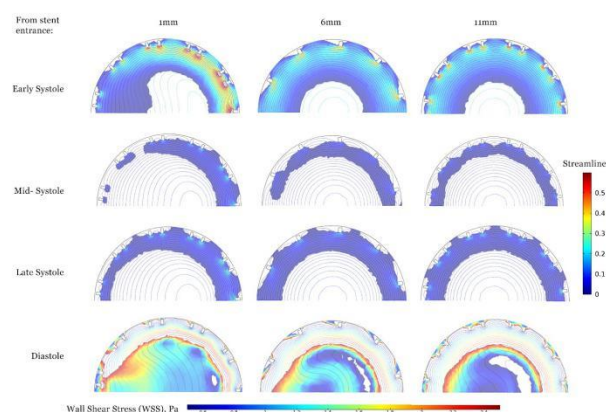 From stent
entrance:
1mm
6mm
11mm
Early Systole
Mid- Systole
Streamline
0.5
0.4
0.3
0.2
0.1
0
Late Systole
Diastole
Wall Shear Stress (WSS), Pa